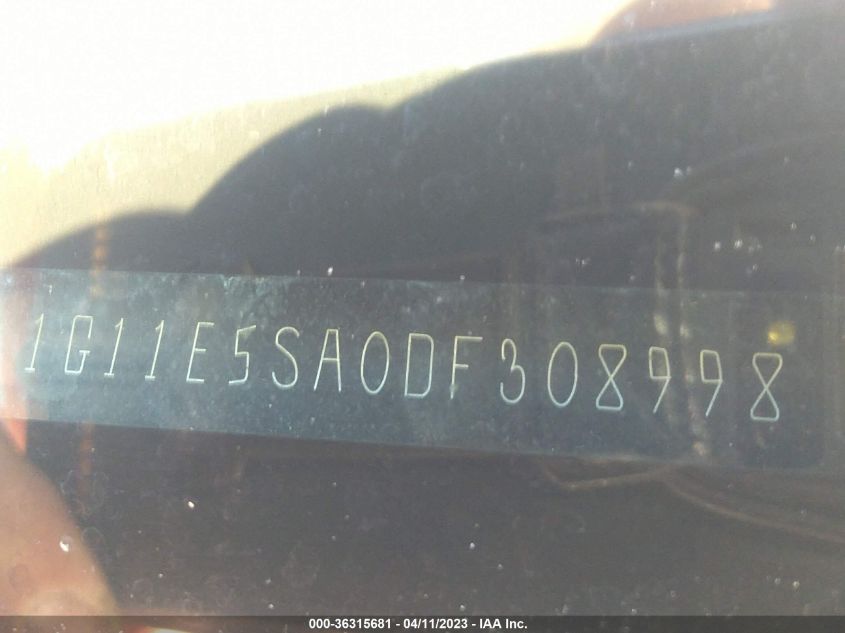 1G11E5SA0DF308998
000-36315681 - 04/11/2023 - IAA Inc.